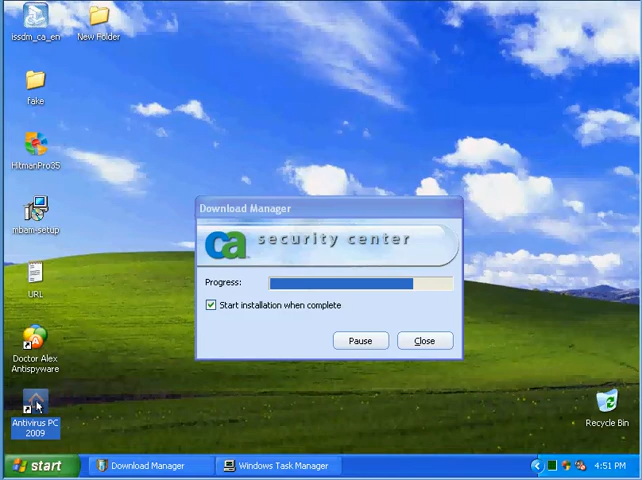 issdm_ca_en
New Folder
fake
HitmanPro35
mbam-setup
URL
Doctor Alex
Antispyware
Antivirus PC
2009
Download Manager
ca security center
Progress:
Start installation when complete
Pause
Close
Recycle Bin
start
Download Manager
Windows Task Manager
4:51 PM